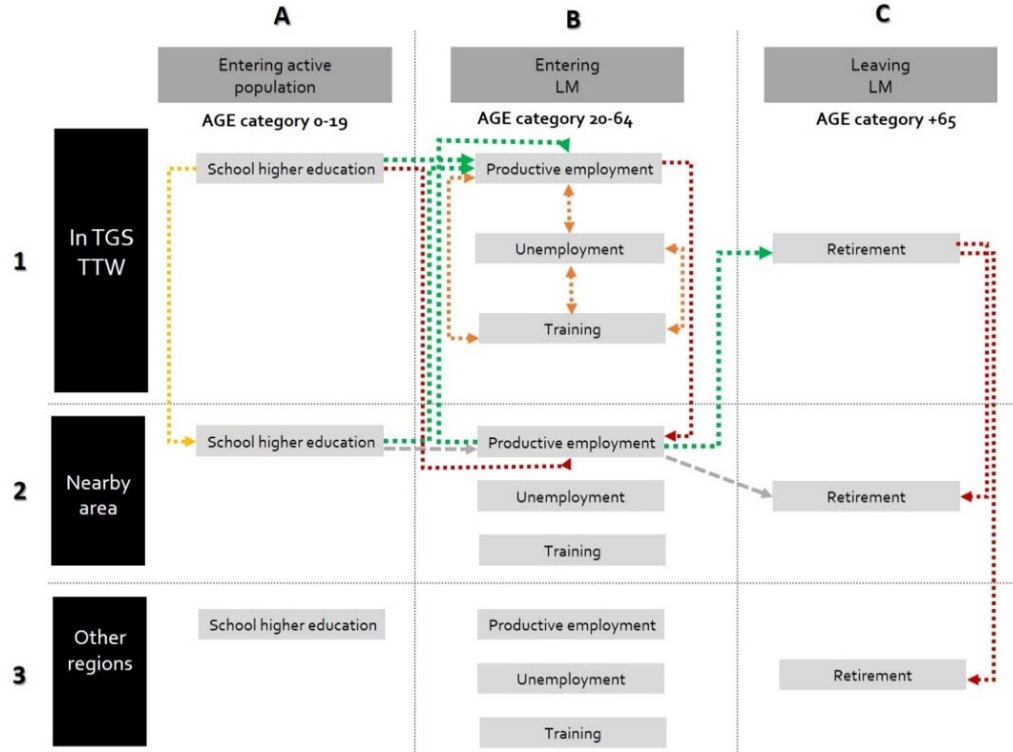 A
B
C
Entering active
population
Entering
LM
Leaving
LM
AGE category 0-19
AGE category 20-64
AGE category +65
1
In TGS
TTW
School higher education
Productive employment
Unemployment
Training
Retirement
2
Nearby
area
School higher education
Productive employment
Unemployment
Training
Retirement
3
Other
regions
School higher education
Productive employment
Unemployment
Training
Retirement